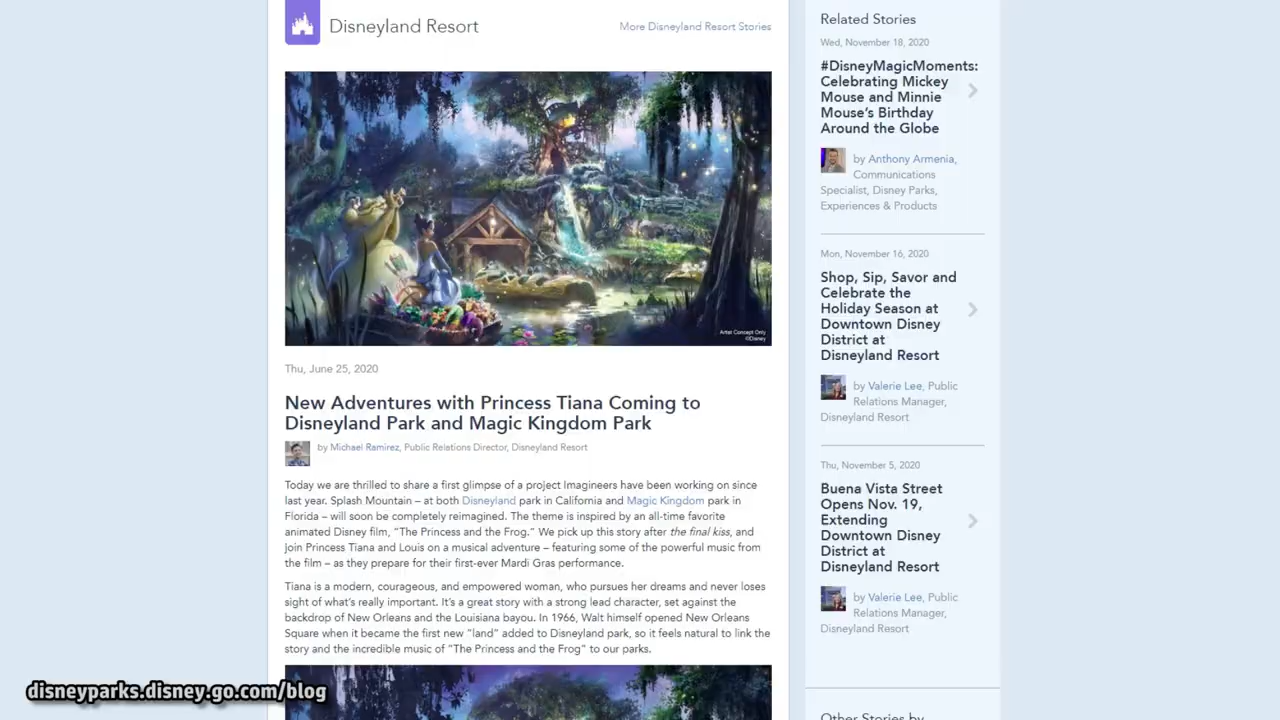 Disneyland Resort
More Disneyland Resort Stories
Artist Concept Only
©Disney
Thu, June 25, 2020
New Adventures with Princess Tiana Coming to
Disneyland Park and Magic Kingdom Park
by Michael Ramirez, Public Relations Director, Disneyland Resort
Today we are thrilled to share a first glimpse of a project Imagineers have been working on since
last year. Splash Mountain – at both Disneyland park in California and Magic Kingdom park in
Florida – will soon be completely reimagined. The theme is inspired by an all-time favorite
animated Disney film, “The Princess and the Frog.” We pick up this story after the final kiss, and
join Princess Tiana and Louis on a musical adventure – featuring some of the powerful music from
the film – as they prepare for their first-ever Mardi Gras performance.
Tiana is a modern, courageous, and empowered woman, who pursues her dreams and never loses
sight of what’s really important. It’s a great story with a strong lead character, set against the
backdrop of New Orleans and the Louisiana bayou. In 1966, Walt himself opened New Orleans
Square when it became the first new “land” added to Disneyland park, so it feels natural to link the
story and the incredible music of “The Princess and the Frog” to our parks.
Related Stories
Wed, November 18, 2020
#DisneyMagicMoments:
Celebrating Mickey
Mouse and Minnie
Mouse’s Birthday
Around the Globe
by Anthony Armenia,
Communications
Specialist, Disney Parks,
Experiences & Products
Mon, November 16, 2020
Shop, Sip, Savor and
Celebrate the
Holiday Season at
Downtown Disney
District at
Disneyland Resort
by Valerie Lee, Public
Relations Manager,
Disneyland Resort
Thu, November 5, 2020
Buena Vista Street
Opens Nov. 19,
Extending
Downtown Disney
District at
Disneyland Resort
by Valerie Lee, Public
Relations Manager,
Disneyland Resort
Other Stories by
disneyparks.disney.go.com/blog